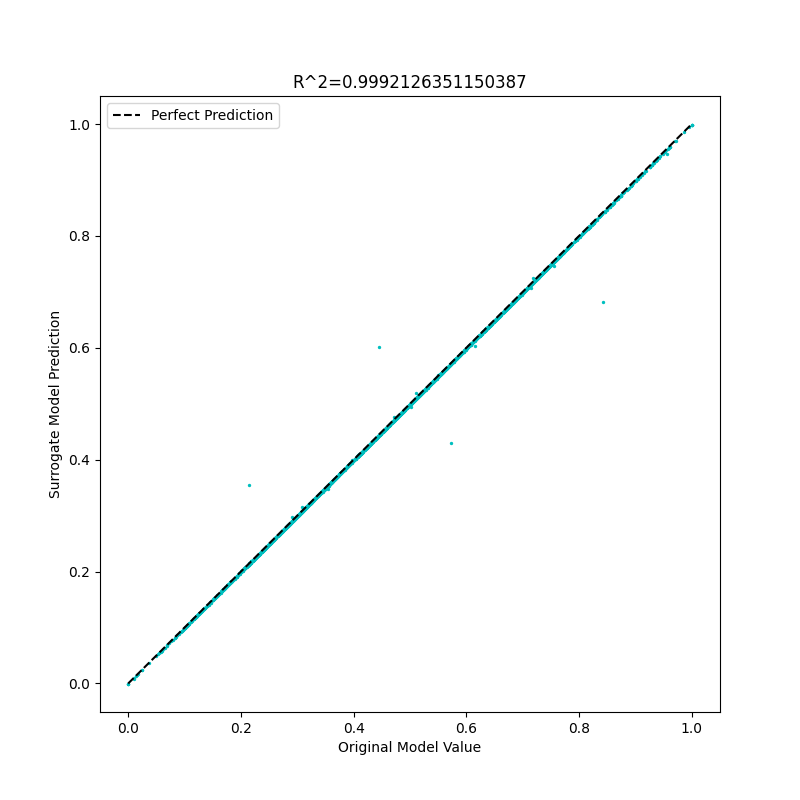 R^2=0.9992126351150387
Perfect Prediction
1.0
0.8
0.6
0.4
0.2
0.0
Surrogate Model Prediction
0.0 0.2 0.4 0.6 0.8 1.0
Original Model Value